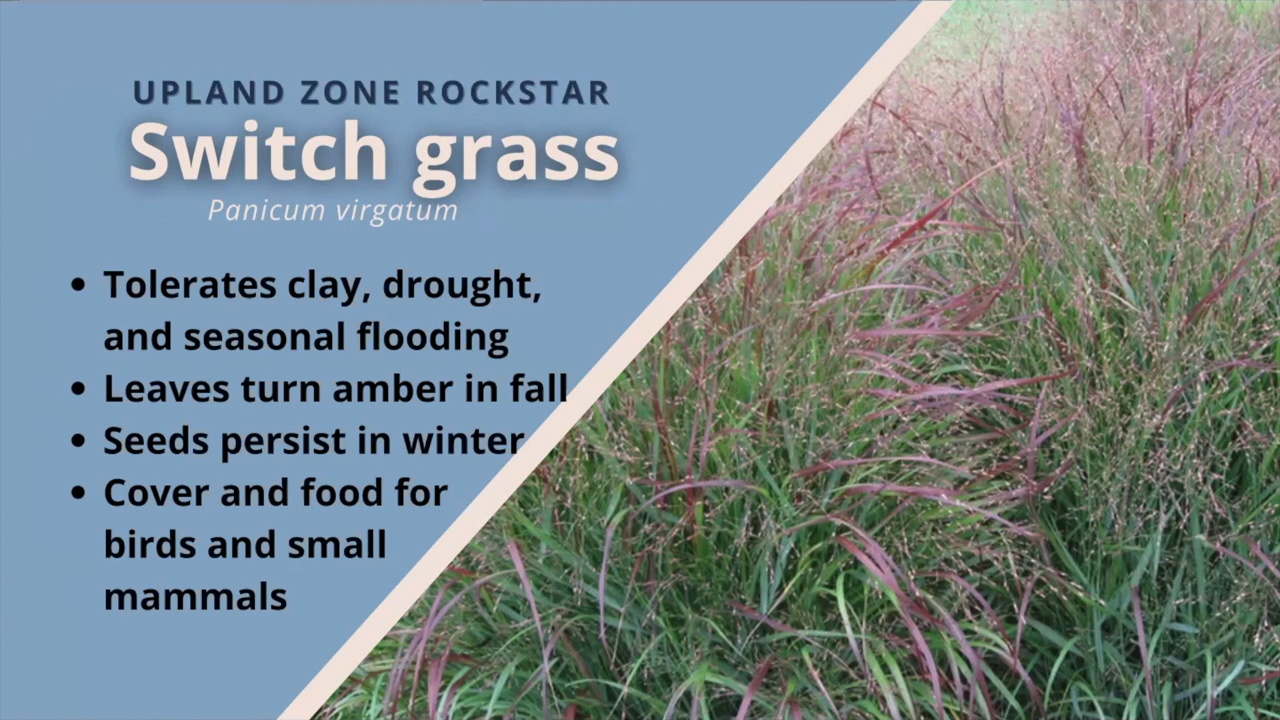 UPLAND ZONE ROCKSTAR
Switch grass
Panicum virgatum
• Tolerates clay, drought,
and seasonal flooding
• Leaves turn amber in fall
• Seeds persist in winter
• Cover and food for
birds and small
mammals